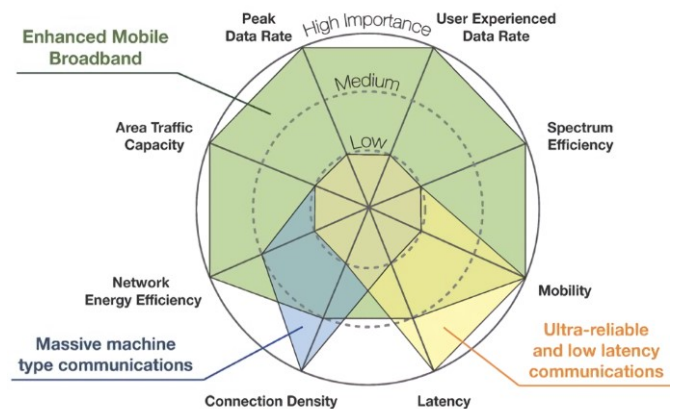 Peak
Data Rate
High Importance
User Experienced
Data Rate
Enhanced Mobile
Broadband
Medium
Area Traffic
Capacity
Low
Spectrum
Efficiency
Network
Energy Efficiency
Mobility
Massive machine
type communications
Ultra-reliable
and low latency
communications
Connection Density
Latency